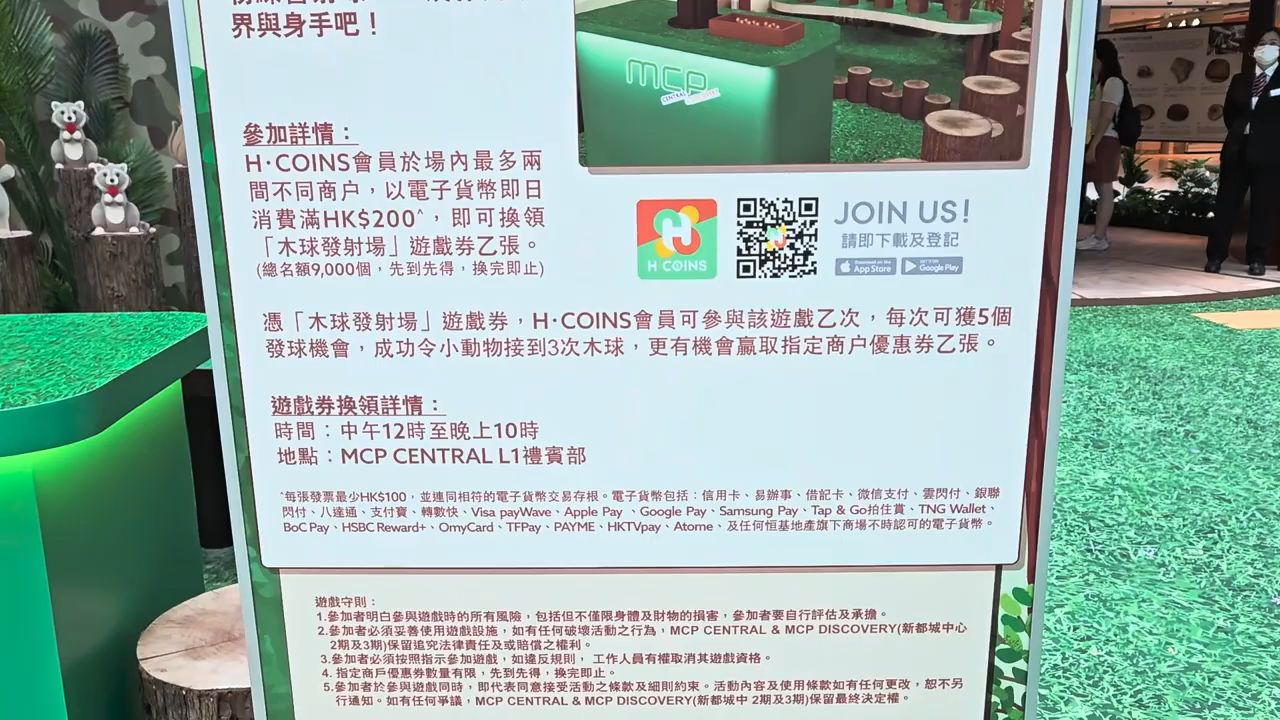 界與身手吧！
mcp
CENTRAL
參加詳情：
H·COINS會員於場內最多兩
間不同商户，以電子貨幣即日
消費滿HK$200^，即可換領
「木球發射場」遊戲券乙張。
(總名額9,000個，先到先得，換完即止)
H COINS
JOIN US!
請即下載及登記
Download on the App Store
GET IT ON Google Play
憑「木球發射場」遊戲券，H·COINS會員可參與該遊戲乙次，每次可獲5個
發球機會，成功令小動物接到3次木球，更有機會贏取指定商户優惠券乙張。
遊戲券換領詳情：
時間：中午12時至晚上10時
地點：MCP CENTRAL L1禮賓部
^每張發票最少HK$100，並連同相符的電子貨幣交易存根。電子貨幣包括：信用卡、易辦事、借記卡、微信支付、雲閃付、銀聯
閃付、八達通、支付寶、轉數快、Visa payWave、Apple Pay 、Google Pay、Samsung Pay、Tap & Go拍住賞、TNG Wallet、
BoC Pay、HSBC Reward+、OmyCard、TFPay、PAYME、HKTVpay、Atome、及任何恒基地產旗下商場不時認可的電子貨幣。
遊戲守則：
1.參加者明白參與遊戲時的所有風險，包括但不僅限身體及財物的損害，參加者要自行評估及承擔。
2.參加者必須妥善使用遊戲設施，如有任何破壞活動之行為，MCP CENTRAL & MCP DISCOVERY(新都城中心
2期及3期)保留追究法律責任及或賠償之權利。
3.參加者必須按照指示參加遊戲，如違反規則， 工作人員有權取消其遊戲資格。
4. 指定商戶優惠券數量有限，先到先得，換完即止。
5.參加者於參與遊戲同時，即代表同意接受活動之條款及細則約束。活動內容及使用條款如有任何更改，恕不另
行通知。如有任何爭議，MCP CENTRAL & MCP DISCOVERY(新都城中 2期及3期)保留最終決定權。